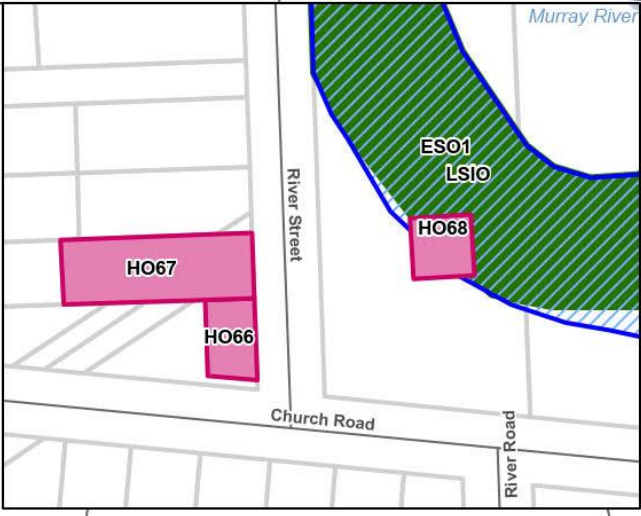 Murray River
ESO1
LSIO
River Street
HO68
HO67
HO66
Church Road
River Road